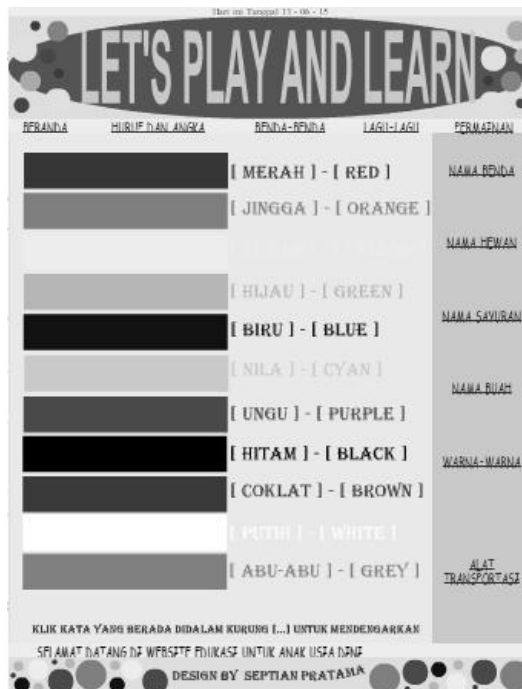 Hari ini Tanggal 13 - 06 - 15
LET'S PLAY AND LEARN
BERANDA HURUF DAN ANGKA BENDA-BENDA LAGU-LAGU PERMAINAN
[ MERAH ] - [ RED ]
[ JINGGA ] - [ ORANGE ]
[ HIJAU ] - [ GREEN ]
[ BIRU ] - [ BLUE ]
[ NILA ] - [ CYAN ]
[ UNGU ] - [ PURPLE ]
[ HITAM ] - [ BLACK ]
[ COKLAT ] - [ BROWN ]
[ PUTIH ] - [ WHITE ]
[ ABU-ABU ] - [ GREY ]
NAMA BENDA
NAMA HEWAN
NAMA SAYURAN
NAMA BUAH
WARNA-WARNA
ALAT
TRANSPORTASI
KLIK KATA YANG BERADA DIDALAM KURUNG [...] UNTUK MENDENGARKAN
SELAMAT DATANG DI WEBSITE EDUKASI UNTUK ANAK USIA DINI
DESIGN BY SEPTIAN PRATAMA